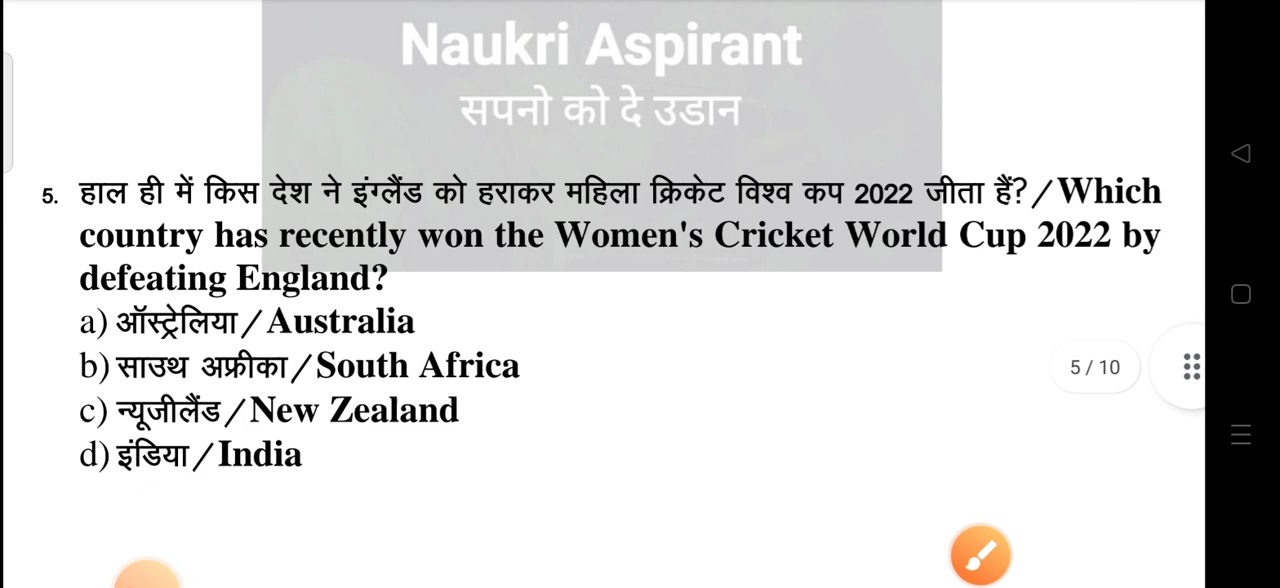 Naukri Aspirant
सपनो को दे उडान
5. हाल ही में किस देश ने इंग्लैंड को हराकर महिला क्रिकेट विश्व कप 2022 जीता हैं?/Which
country has recently won the Women's Cricket World Cup 2022 by
defeating England?
a) ऑस्ट्रेलिया/Australia
b) साउथ अफ्रीका/South Africa
5 / 10
c) न्यूजीलैंड/New Zealand
d) इंडिया/India